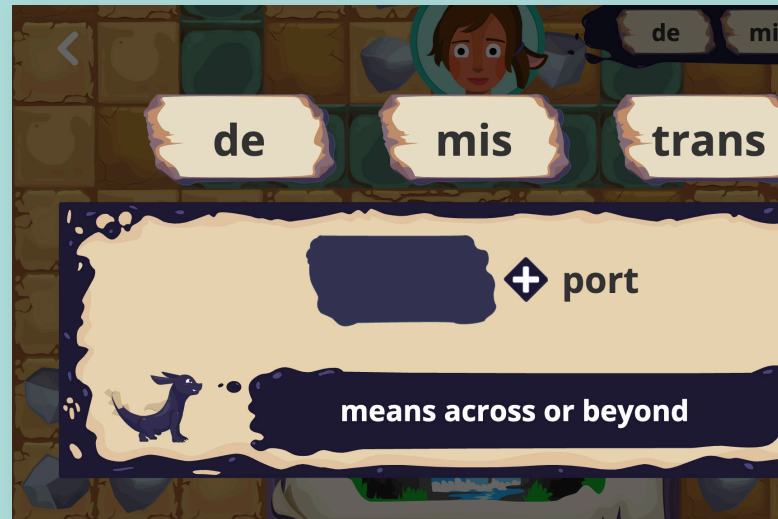 de mi
de mis trans
port
means across or beyond